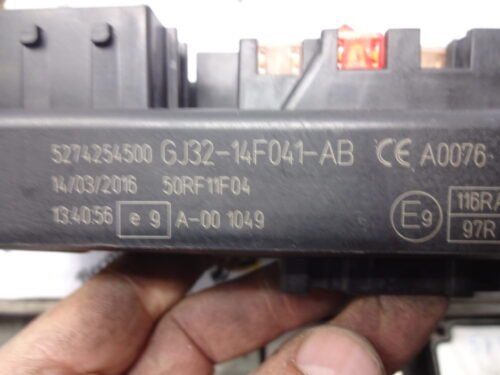 5274254500 GJ32-14F041-AB CE A0076
14/03/2016 50RF11F04
13:40:56 e 9 A-00 1049 E9 116RA
97R